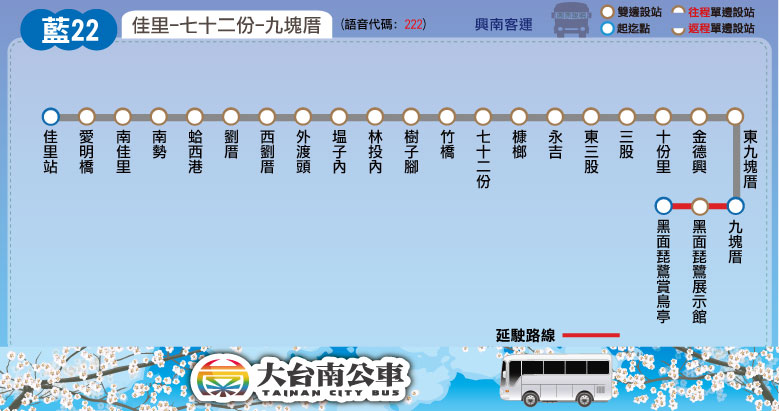 藍22
佳里-七十二份-九塊厝
(語音代碼：222)
興南客運
雙邊設站
往程單邊設站
起迄點
返程單邊設站
佳里站
愛明橋
南佳里
南勢
蛤西港
劉厝
西劉厝
外渡頭
塭子內
林投內
樹子腳
竹橋
七十二份
槺榔
永吉
東三股
三股
十份里
金德興
東九塊厝
九塊厝
黑面琵鷺展示館
黑面琵鷺賞鳥亭
延駛路線
大台南公車
TAINAN CITY BUS